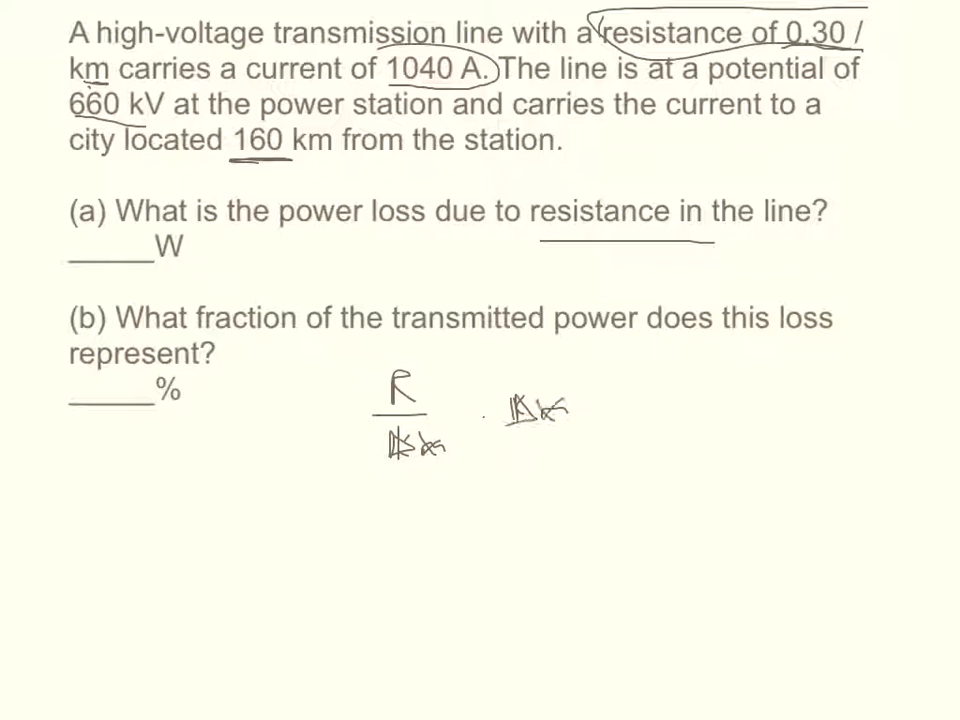 A high-voltage transmission line with a resistance of 0.30 /
km carries a current of 1040 A. The line is at a potential of
660 kV at the power station and carries the current to a
city located 160 km from the station.
(a) What is the power loss due to resistance in the line?
_____W
(b) What fraction of the transmitted power does this loss
represent?
_____%
R